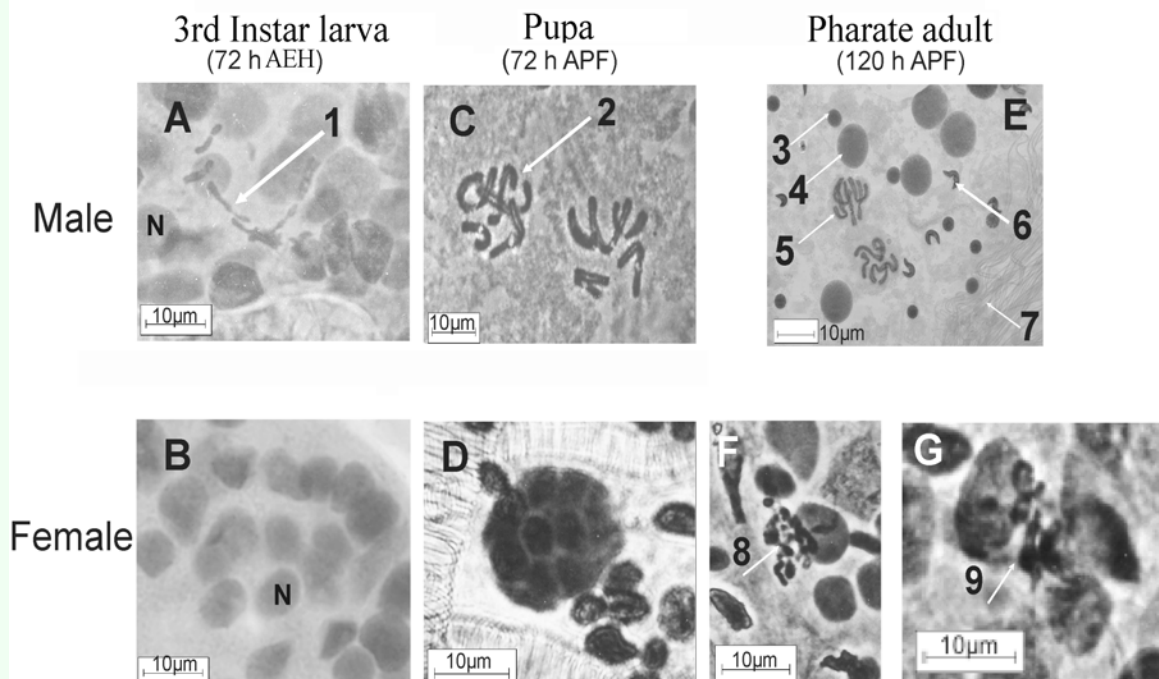 3rd Instar larva Pupa Pharate adult
(72 h AEH) (72 h APF) (120 h APF)
A 1 C 2 E 3
4
5
6
7
N
Male
10µm 10µm 10µm
B D F G
Female
8
9
N
10µm 10µm 10µm 10µm